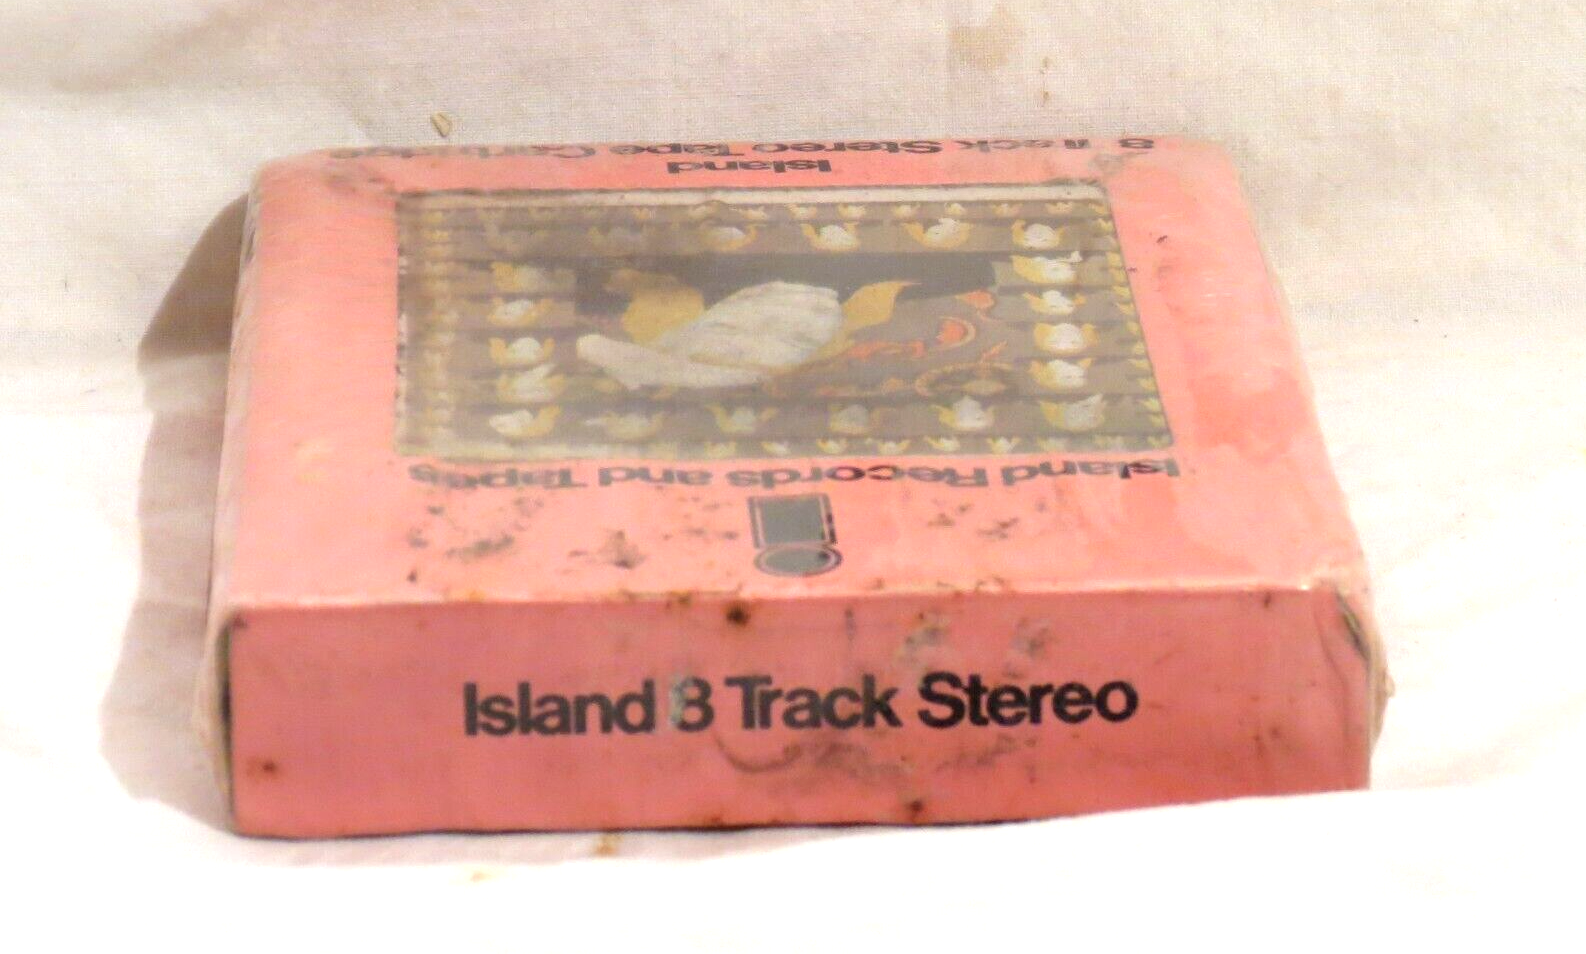 8 Track Stereo Tape Cartridge
Island
Island Records and Tapes
Island 8 Track Stereo